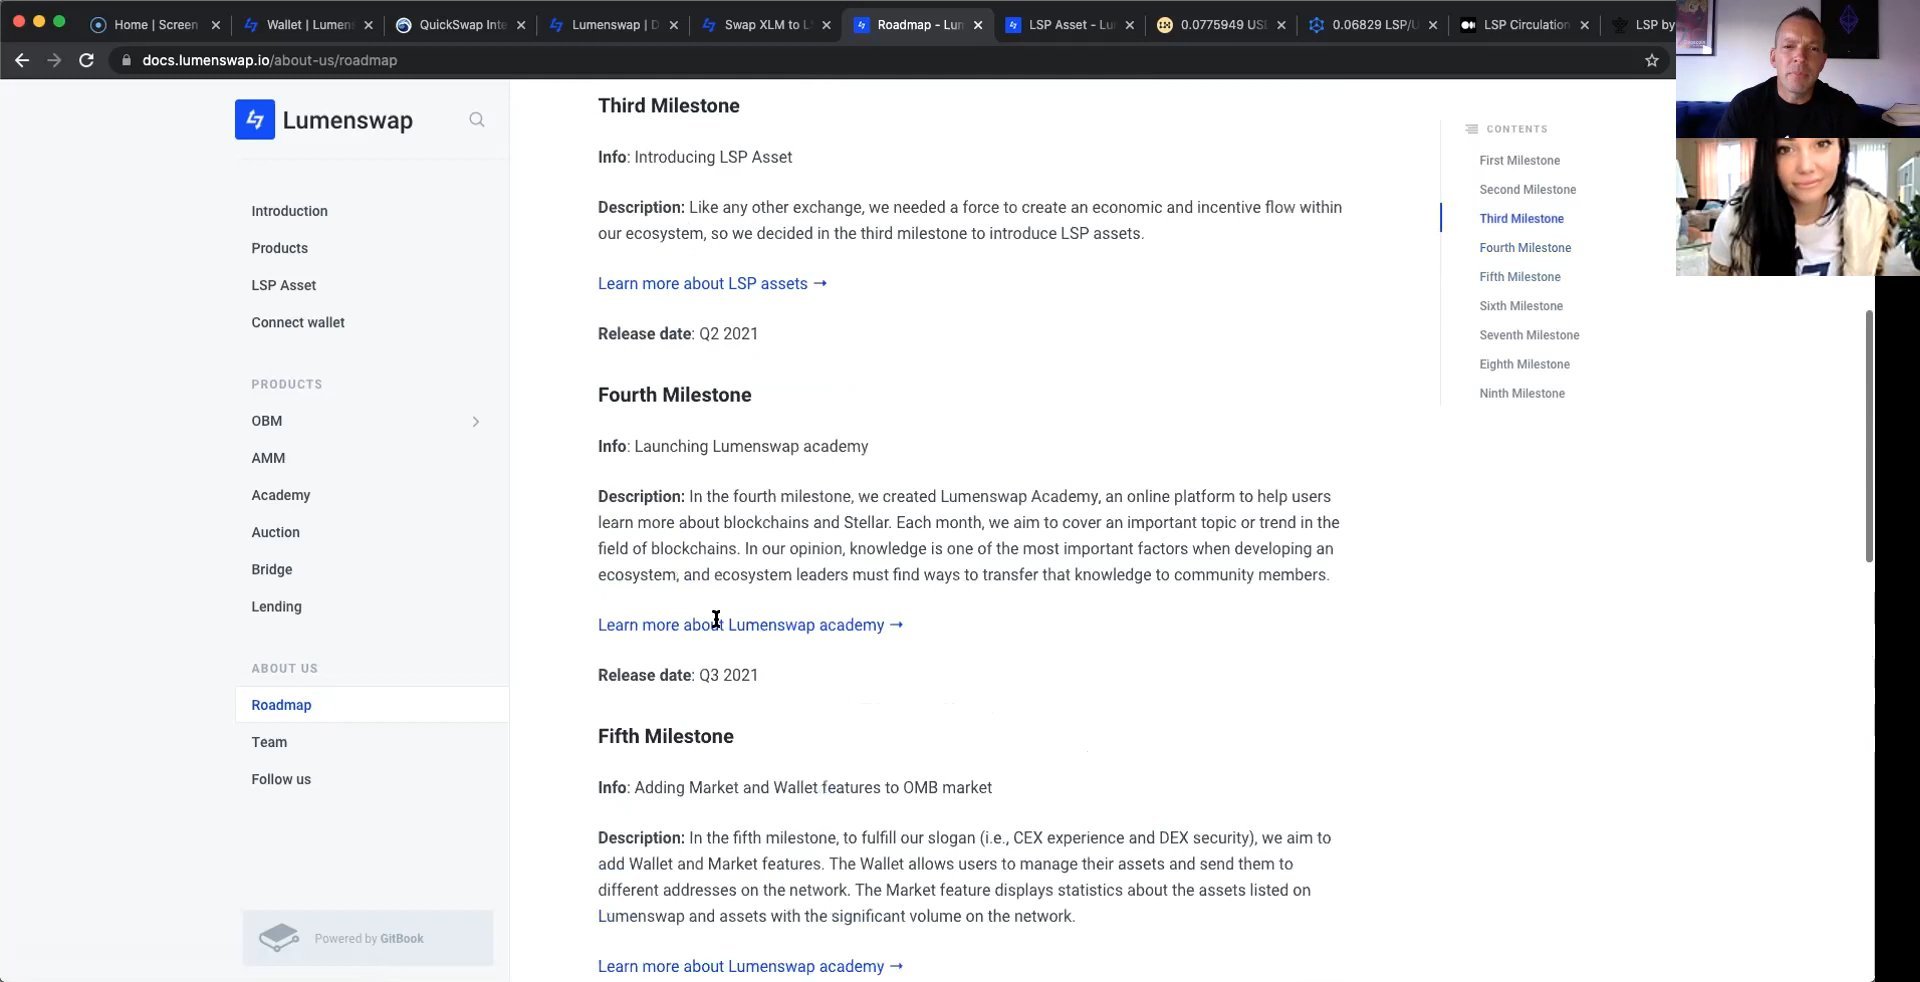 Home | Screen
Wallet | Lumens
QuickSwap Inte
Lumenswap | D
Swap XLM to L
Roadmap - Lum
LSP Asset - Lu
0.0775949 US
0.06829 LSP/U
LSP Circulation
LSP by
docs.lumenswap.io/about-us/roadmap
Lumenswap
Introduction
Products
LSP Asset
Connect wallet
PRODUCTS
OBM
AMM
Academy
Auction
Bridge
Lending
ABOUT US
Roadmap
Team
Follow us
Powered by GitBook
Third Milestone
Info: Introducing LSP Asset
Description: Like any other exchange, we needed a force to create an economic and incentive flow within
our ecosystem, so we decided in the third milestone to introduce LSP assets.
Learn more about LSP assets →
Release date: Q2 2021
Fourth Milestone
Info: Launching Lumenswap academy
Description: In the fourth milestone, we created Lumenswap Academy, an online platform to help users
learn more about blockchains and Stellar. Each month, we aim to cover an important topic or trend in the
field of blockchains. In our opinion, knowledge is one of the most important factors when developing an
ecosystem, and ecosystem leaders must find ways to transfer that knowledge to community members.
Learn more about Lumenswap academy →
Release date: Q3 2021
Fifth Milestone
Info: Adding Market and Wallet features to OMB market
Description: In the fifth milestone, to fulfill our slogan (i.e., CEX experience and DEX security), we aim to
add Wallet and Market features. The Wallet allows users to manage their assets and send them to
different addresses on the network. The Market feature displays statistics about the assets listed on
Lumenswap and assets with the significant volume on the network.
Learn more about Lumenswap academy →
CONTENTS
First Milestone
Second Milestone
Third Milestone
Fourth Milestone
Fifth Milestone
Sixth Milestone
Seventh Milestone
Eighth Milestone
Ninth Milestone